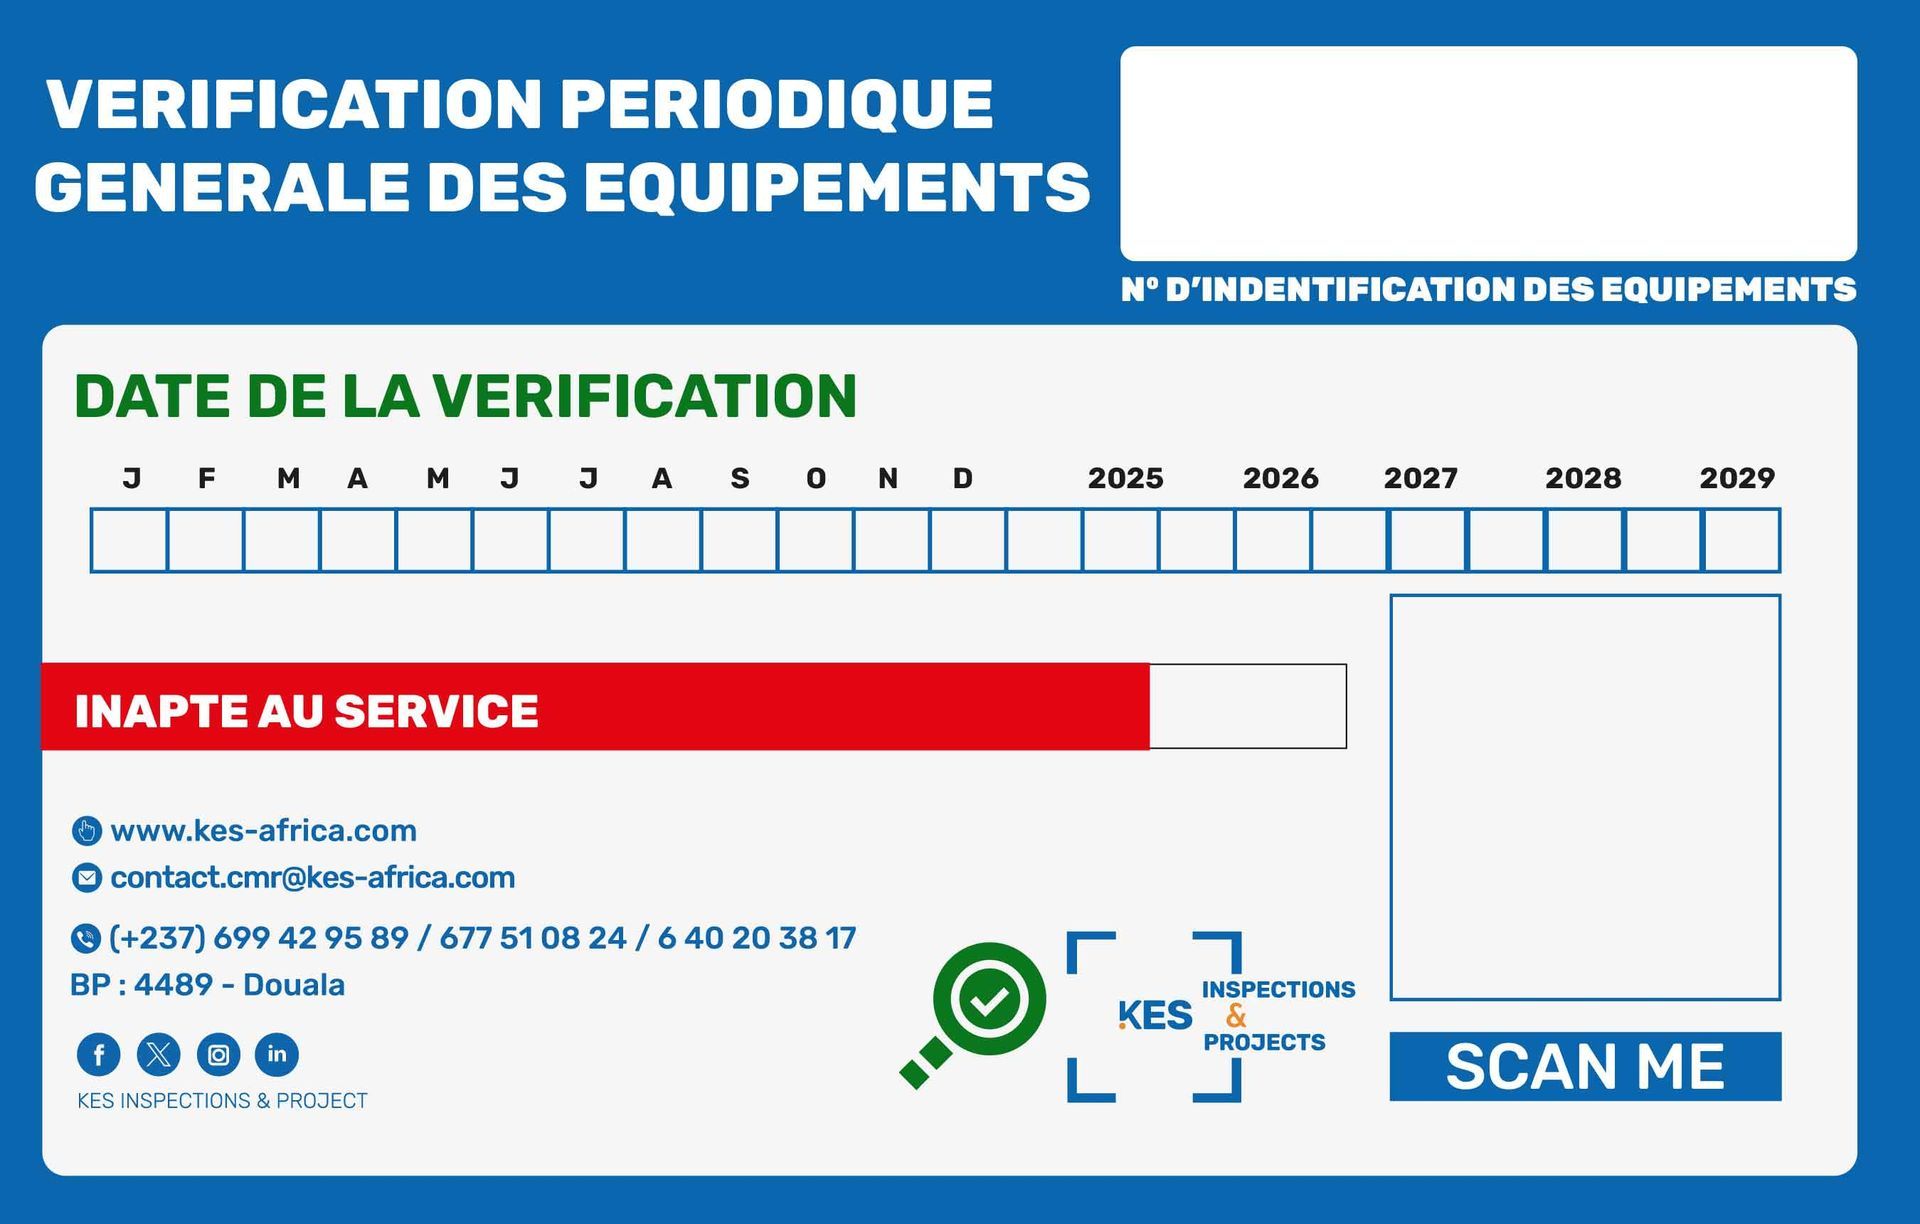 VERIFICATION PERIODIQUE
GENERALE DES EQUIPEMENTS
Nº D’INDENTIFICATION DES EQUIPEMENTS
DATE DE LA VERIFICATION
J F M A M J J A S O N D 2025 2026 2027 2028 2029
INAPTE AU SERVICE
www.kes-africa.com
contact.cmr@kes-africa.com
(+237) 699 42 95 89 / 677 51 08 24 / 6 40 20 38 17
BP : 4489 - Douala
f X in
KES INSPECTIONS & PROJECT
KES INSPECTIONS
&
PROJECTS
SCAN ME